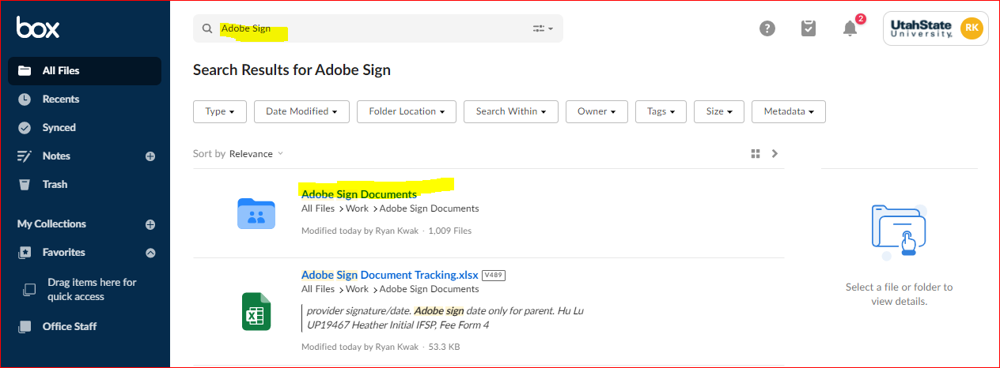 box
Adobe Sign
2
UtahState
University.
RK
All Files
Recents
Synced
Notes
Trash
My Collections
Favorites
Drag items here for
quick access
Office Staff
Search Results for Adobe Sign
Type
Date Modified
Folder Location
Search Within
Owner
Tags
Size
Metadata
Sort by Relevance
Adobe Sign Documents
All Files > Work > Adobe Sign Documents
Modified today by Ryan Kwak · 1,009 Files
Adobe Sign Document Tracking.xlsx V489
All Files > Work > Adobe Sign Documents
provider signature/date. Adobe sign date only for parent. Hu Lu
UP19467 Heather Initial IFSP, Fee Form 4
Modified today by Ryan Kwak · 53.3 KB
Select a file or folder to
view details.